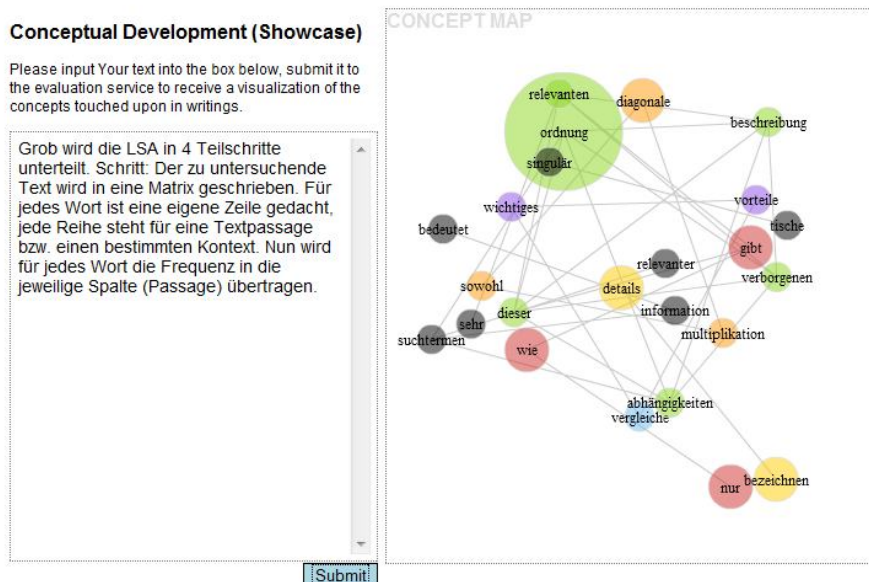 Conceptual Development (Showcase)
Please input Your text into the box below, submit it to
the evaluation service to receive a visualization of the
concepts touched upon in writings.
Grob wird die LSA in 4 Teilschritte
unterteilt. Schritt: Der zu untersuchende
Text wird in eine Matrix geschrieben. Für
jedes Wort ist eine eigene Zeile gedacht,
jede Reihe steht für eine Textpassage
bzw. einen bestimmten Kontext. Nun wird
für jedes Wort die Frequenz in die
jeweilige Spalte (Passage) übertragen.
Submit
CONCEPT MAP
relevanten
diagonale
beschreibung
ordnung
singulär
wichtiges
vorteile
bedeutet
tische
gibt
relevanter
verborgenen
sowohl
details
dieser
information
sehr
multiplikation
suchtermen
wie
abhängigkeiten
vergleiche
nur
bezeichnen